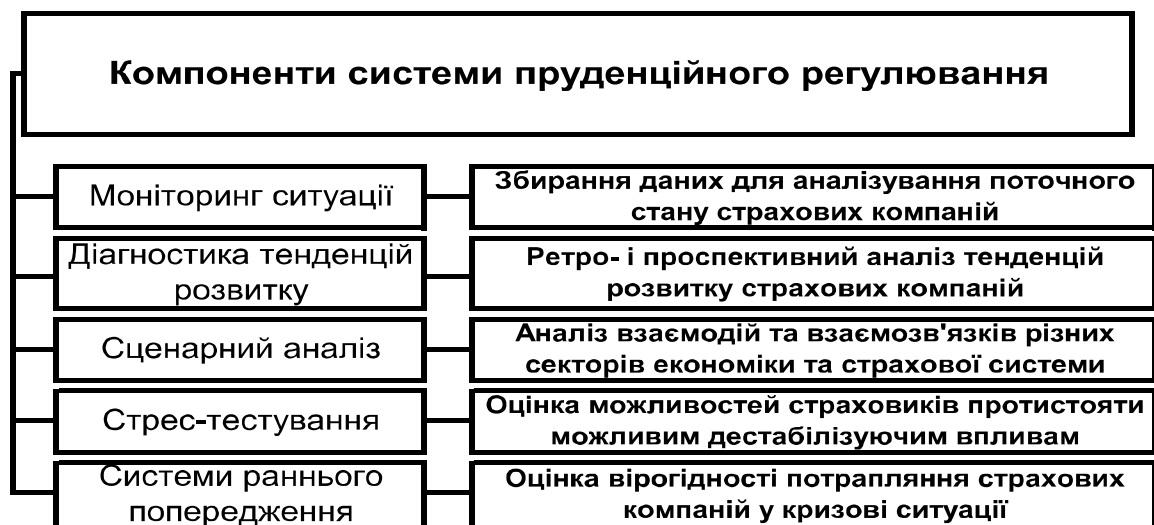 Компоненти системи пруденційного регулювання
Моніторинг ситуації
Збирання даних для аналізування поточного
стану страхових компаній
Діагностика тенденцій
розвитку
Ретро- і проспективний аналіз тенденцій
розвитку страхових компаній
Сценарний аналіз
Аналіз взаємодій та взаємозв'язків різних
секторів економіки та страхової системи
Стрес-тестування
Оцінка можливостей страховиків протистояти
можливим дестабілізуючим впливам
Системи раннього
попередження
Оцінка вірогідності потрапляння страхових
компаній у кризові ситуації